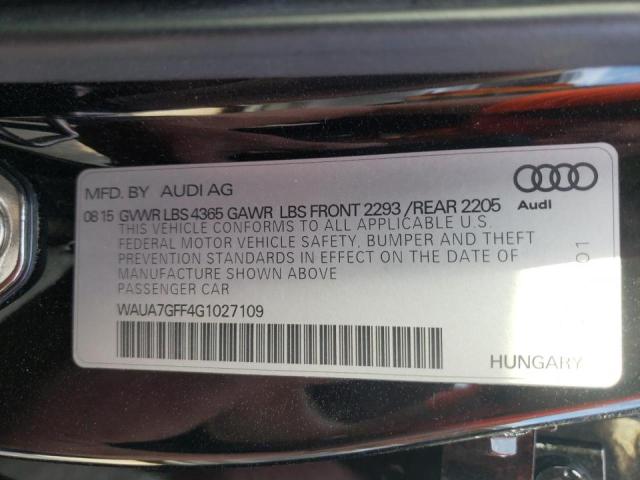 MFD. BY AUDI AG
Audi
0815 GVWR LBS 4365 GAWR LBS FRONT 2293 /REAR 2205
THIS VEHICLE CONFORMS TO ALL APPLICABLE U.S.
FEDERAL MOTOR VEHICLE SAFETY, BUMPER AND THEFT
PREVENTION STANDARDS IN EFFECT ON THE DATE OF
MANUFACTURE SHOWN ABOVE
PASSENGER CAR
WAUA7GFF4G1027109
HUNGARY
01